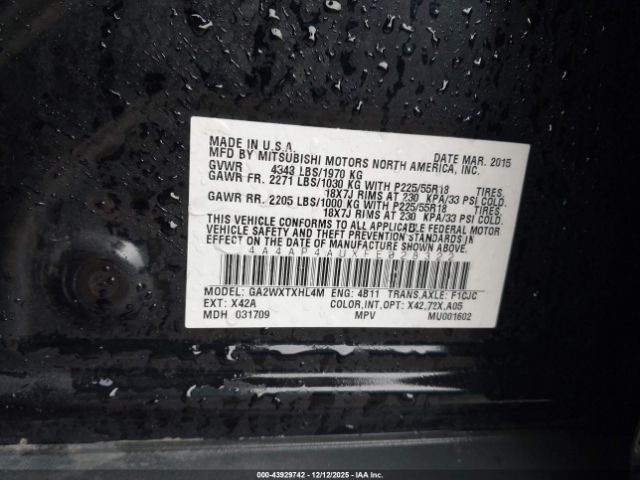 MADE IN U.S.A. DATE MAR. 2015
MFD BY MITSUBISHI MOTORS NORTH AMERICA, INC.
GVWR 4343 LBS/1970 KG
GAWR FR. 2271 LBS/1030 KG WITH P225/55R18 TIRES,
18X7J RIMS AT 230 KPA/33 PSI COLD.
GAWR RR. 2205 LBS/1000 KG WITH P225/55R18 TIRES,
18X7J RIMS AT 230 KPA/33 PSI COLD.
THIS VEHICLE CONFORMS TO ALL APPLICABLE FEDERAL MOTOR
VEHICLE SAFETY, BUMPER, AND THEFT PREVENTION STANDARDS IN
EFFECT ON THE DATE OF MANUFACTURE SHOWN ABOVE.
4A4AP4AUXFE028322
MODEL: GA2WXTXHL4M ENG: 4B11 TRANS,AXLE: F1CJC
EXT: X42A COLOR,INT,OPT: X42,72X,A05
MDH 031709 MPV MU001602
000-43929742 - 12/12/2025 - IAA Inc.